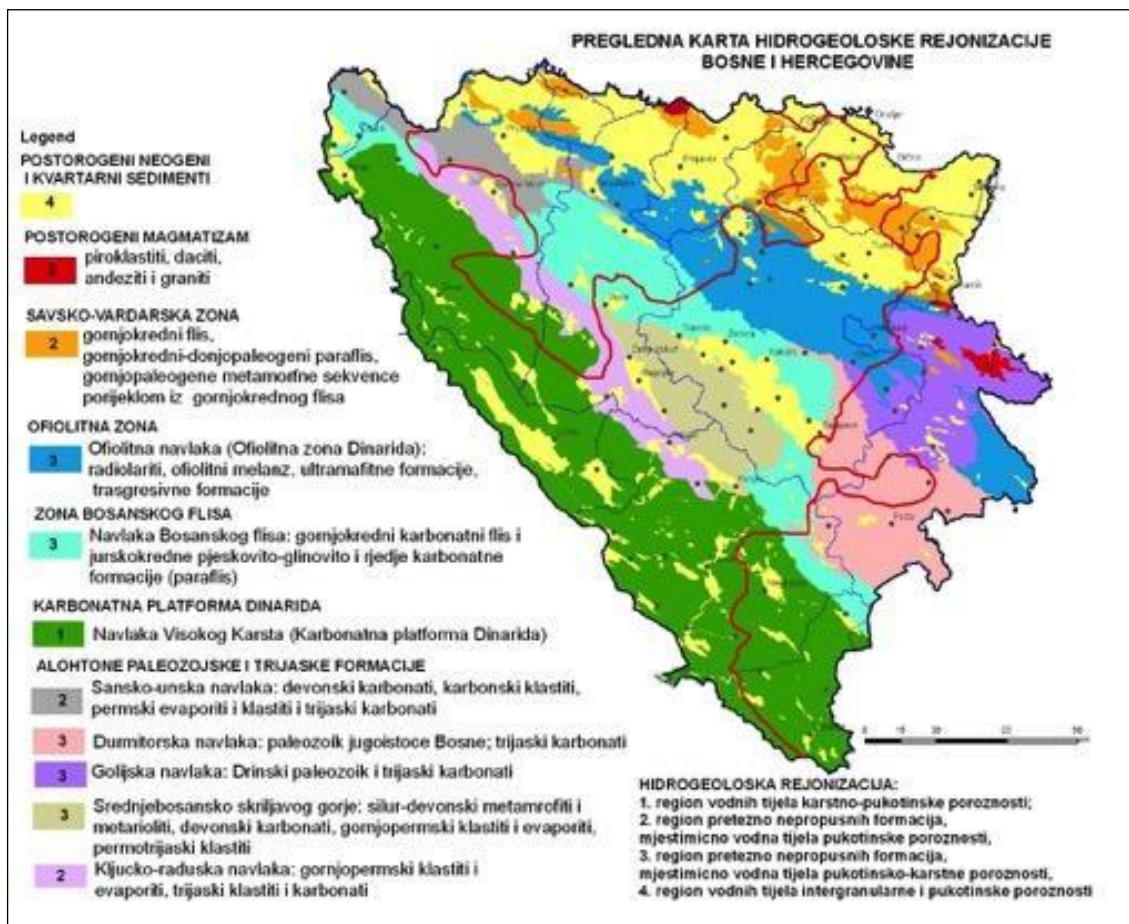 PREGLEDNA KARTA HIDROGEOLOSKE REJONIZACIJE
BOSNE I HERCEGOVINE
Legend
POSTOROGENI NEOGENI
I KVARTARNI SEDIMENTI
4
POSTOROGENI MAGMATIZAM
piroklastiti, daciti,
andeziti i graniti
SAVSKO-VARDARSKA ZONA
2
gornjokredni flis,
gornjokredni-donjopaleogeni paraflis,
gornjopaleogene metamorfne sekvence
porijeklom iz gornjokrednog flisa
OFIOLITNA ZONA
3
Ofiolitna navlaka (Ofiolitna zona Dinarida):
radiolariti, ofiolitni melanz, ultramafitne formacije,
trasgresivne formacije
ZONA BOSANSKOG FLISA
3
Navlaka Bosanskog flisa: gornjokredni karbonatni flis i
jurskokredne pjeskovito-glinovito i rjedje karbonatne
formacije (paraflis)
KARBONATNA PLATFORMA DINARIDA
1
Navlaka Visokog Karsta (Karbonatna platforma Dinarida)
ALOHTONE PALEOZOJSKE I TRIJASKE FORMACIJE
2
Sansko-unska navlaka: devonski karbonati, karbonski klastiti,
permski evaporiti i klastiti i trijaski karbonati
3
Durmitorska navlaka: paleozoik jugoistoce Bosne; trijaski karbonati
3
Golijska navlaka: Drinski paleozoik i trijaski karbonati
3
Srednjebosansko skriljavog gorje: silur-devonski metamrofiti i
metarioliti, devonski karbonati, gornjopermski klastiti i evaporiti,
permotrijaski klastiti
2
Kljucko-raduska navlaka: gornjopermski klastiti i
evaporiti, trijaski klastiti i karbonati
HIDROGEOLOSKA REJONIZACIJA:
1. region vodnih tijela karstno-pukotinske poroznosti;
2. region pretezno nepropusnih formacija,
mjestimicno vodna tijela pukotinske poroznosti,
3. region pretezno nepropusnih formacija,
mjestimicno vodna tijela pukotinsko-karstne poroznosti,
4. region vodnih tijela intergranularne i pukotinske poroznosti